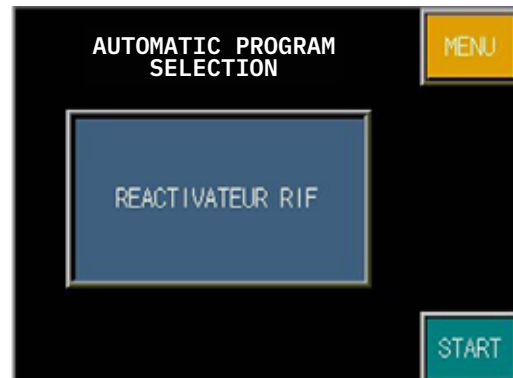 AUTOMATIC PROGRAM
SELECTION
MENU
REACTIVATEUR RIF
START